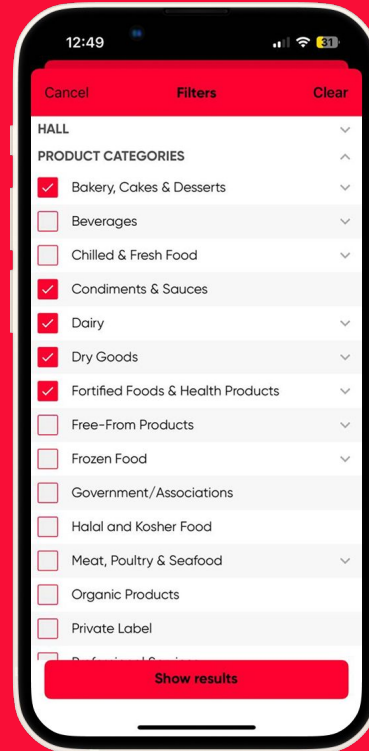 12:49
31
Cancel Filters Clear
HALL
PRODUCT CATEGORIES
Bakery, Cakes & Desserts
Beverages
Chilled & Fresh Food
Condiments & Sauces
Dairy
Dry Goods
Fortified Foods & Health Products
Free-From Products
Frozen Food
Government/Associations
Halal and Kosher Food
Meat, Poultry & Seafood
Organic Products
Private Label
Show results